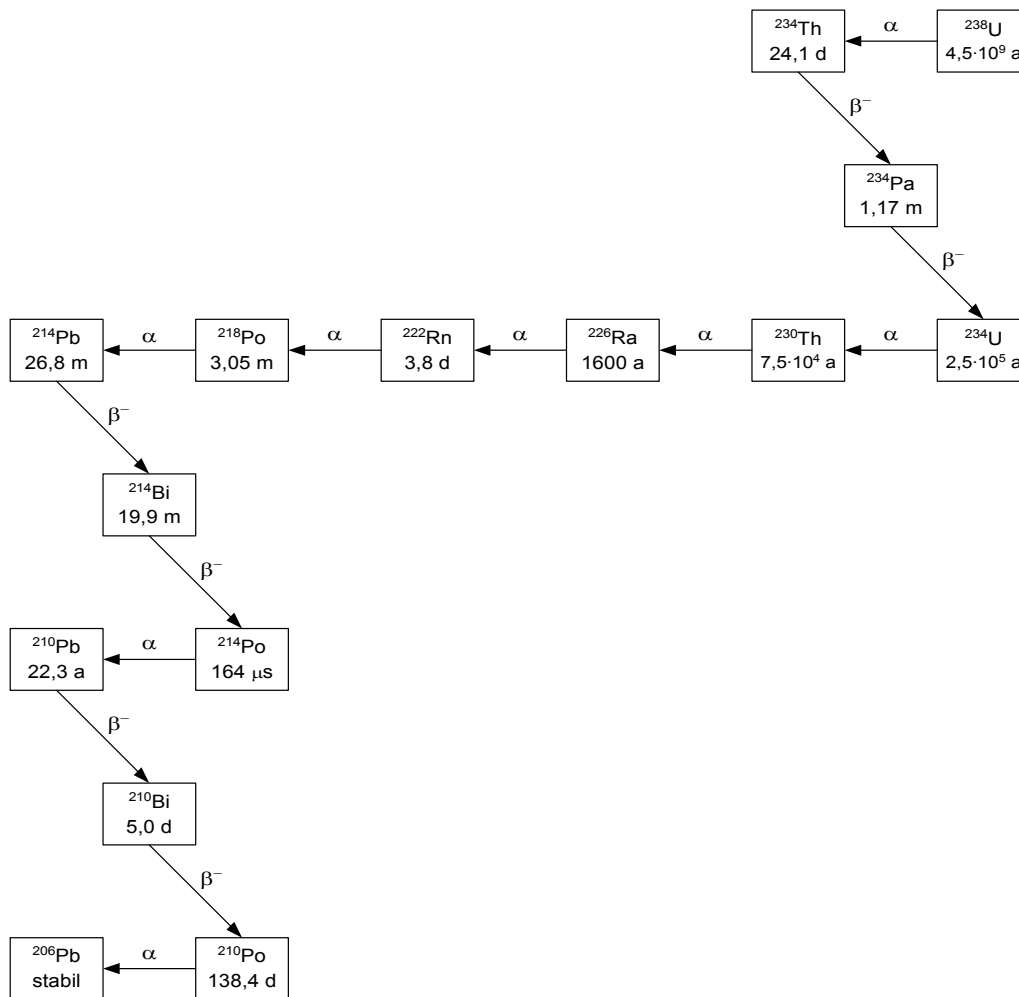 ²³⁴Th
24,1 d
α
²³⁸U
4,5·10⁹ a
β⁻
²³⁴Pa
1,17 m
β⁻
²¹⁴Pb
26,8 m
α
²¹⁸Po
3,05 m
α
²²²Rn
3,8 d
α
²²⁶Ra
1600 a
α
²³⁰Th
7,5·10⁴ a
α
²³⁴U
2,5·10⁵ a
β⁻
²¹⁴Bi
19,9 m
β⁻
²¹⁰Pb
22,3 a
α
²¹⁴Po
164 μs
β⁻
²¹⁰Bi
5,0 d
β⁻
²⁰⁶Pb
stabil
α
²¹⁰Po
138,4 d